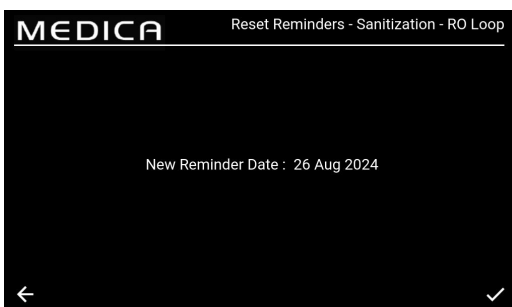 MEDICA
Reset Reminders - Sanitization - RO Loop
New Reminder Date : 26 Aug 2024